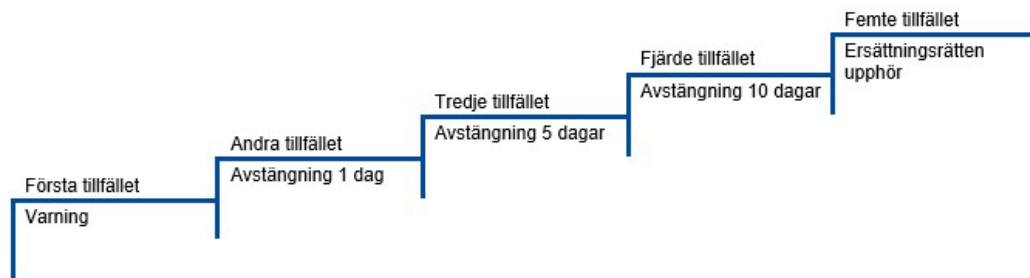 Första tillfället
Varning
Andra tillfället
Avstängning 1 dag
Tredje tillfället
Avstängning 5 dagar
Fjärde tillfället
Avstängning 10 dagar
Femte tillfället
Ersättningsrätten
upphör